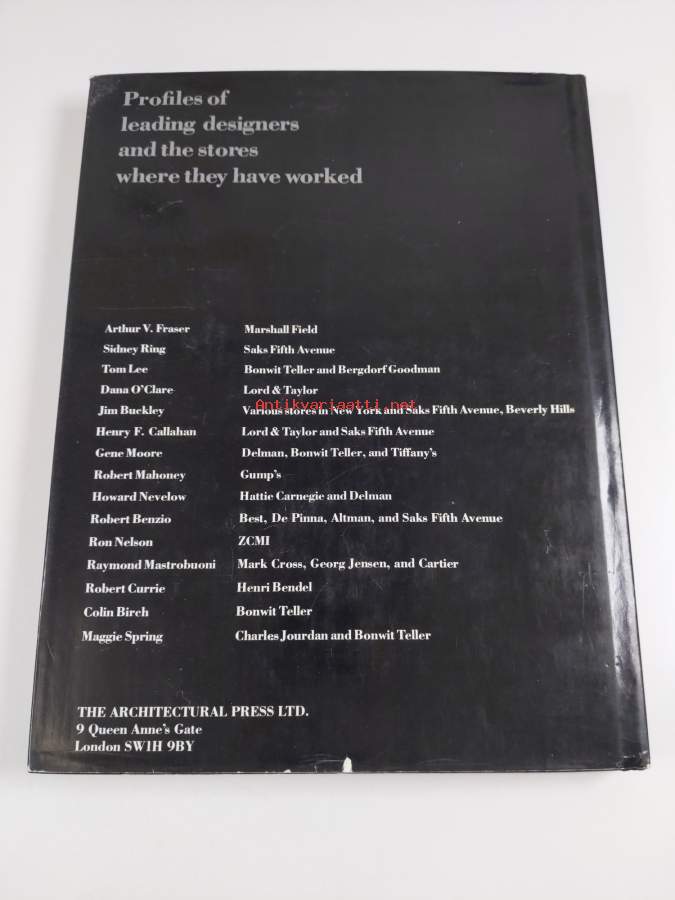 Profiles of
leading designers
and the stores
where they have worked
Arthur V. Fraser Marshall Field
Sidney Ring Saks Fifth Avenue
Tom Lee Bonwit Teller and Bergdorf Goodman
Dana O'Clare Lord & Taylor
Antikvariaatti.net
Jim Buckley Various stores in New York and Saks Fifth Avenue, Beverly Hills
Henry F. Callahan Lord & Taylor and Saks Fifth Avenue
Gene Moore Delman, Bonwit Teller, and Tiffany's
Robert Mahoney Gump's
Howard Nevelow Hattie Carnegie and Delman
Robert Benzio Best, De Pinna, Altman, and Saks Fifth Avenue
Ron Nelson ZCMI
Raymond Mastrobuoni Mark Cross, Georg Jensen, and Cartier
Robert Currie Henri Bendel
Colin Birch Bonwit Teller
Maggie Spring Charles Jourdan and Bonwit Teller
THE ARCHITECTURAL PRESS LTD.
9 Queen Anne's Gate
London SW1H 9BY